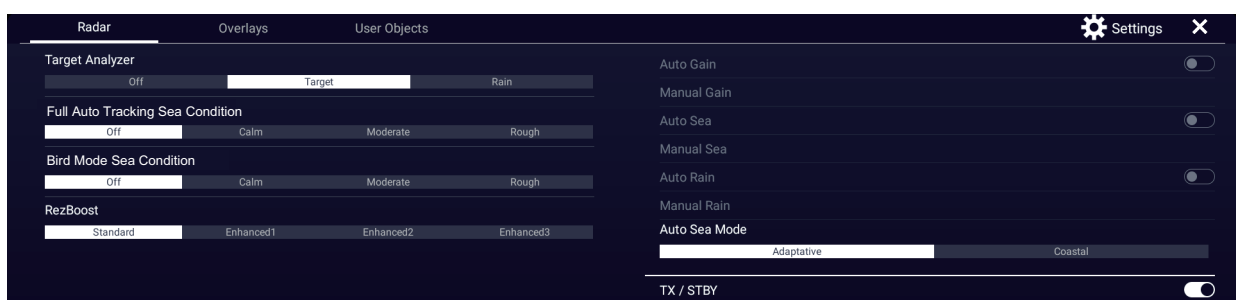 Radar Overlays User Objects Settings
Target Analyzer
Off Target Rain
Full Auto Tracking Sea Condition
Off Calm Moderate Rough
Bird Mode Sea Condition
Off Calm Moderate Rough
RezBoost
Standard Enhanced1 Enhanced2 Enhanced3
Auto Gain
Manual Gain
Auto Sea
Manual Sea
Auto Rain
Manual Rain
Auto Sea Mode
Adaptative Coastal
TX / STBY